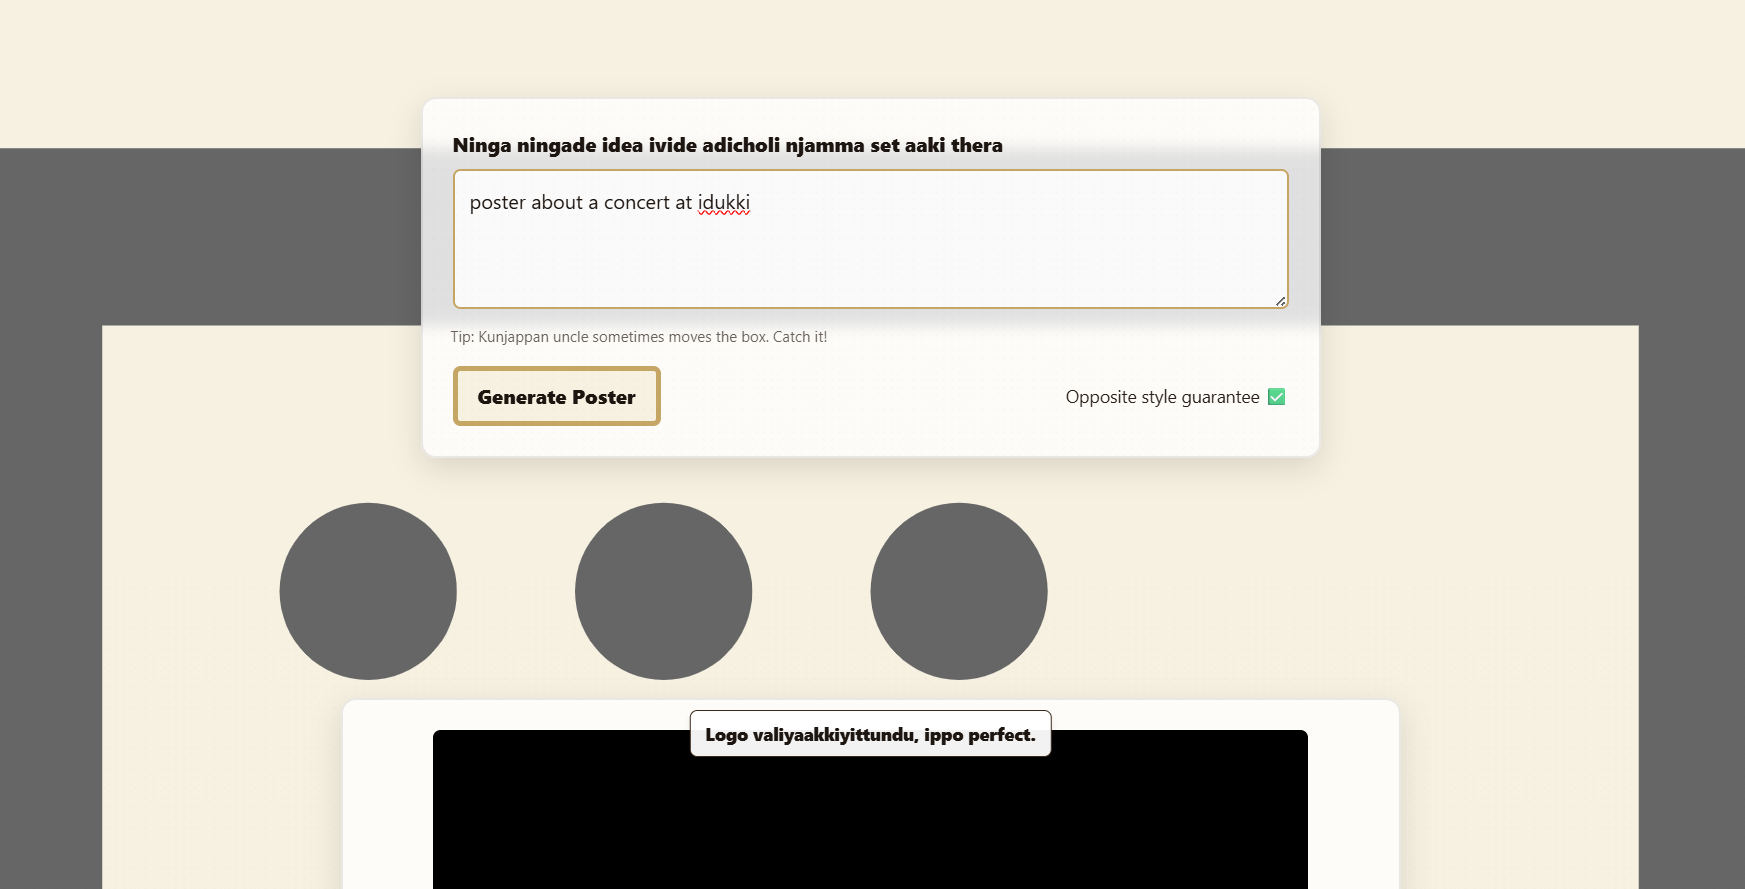 Ninga ningade idea ivide adicholi njamma set aaki thera
poster about a concert at idukki
Tip: Kunjappan uncle sometimes moves the box. Catch it!
Generate Poster
Opposite style guarantee ✅
Logo valiyaakkiyittundu, ippo perfect.